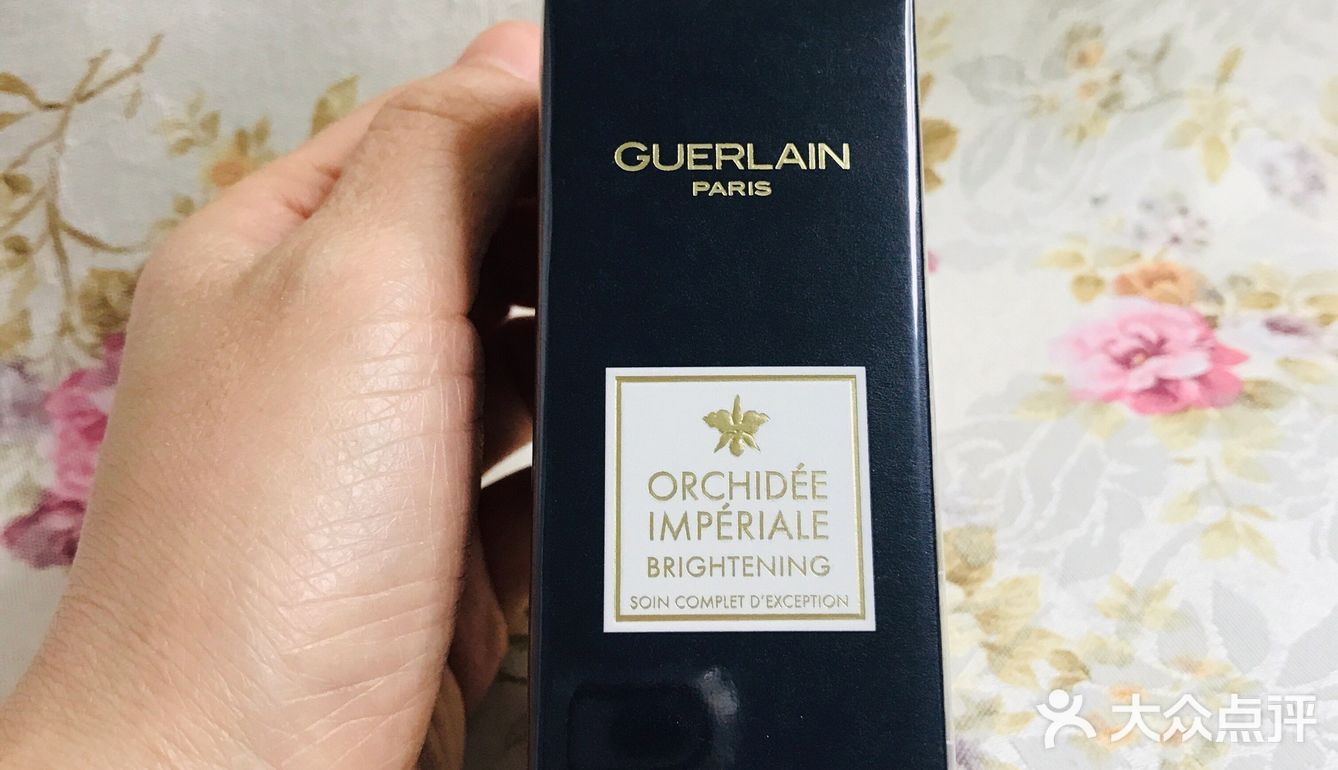 GUERLAIN
PARIS
ORCHIDÉE
IMPÉRIALE
BRIGHTENING
SOIN COMPLET D'EXCEPTION
大众点评